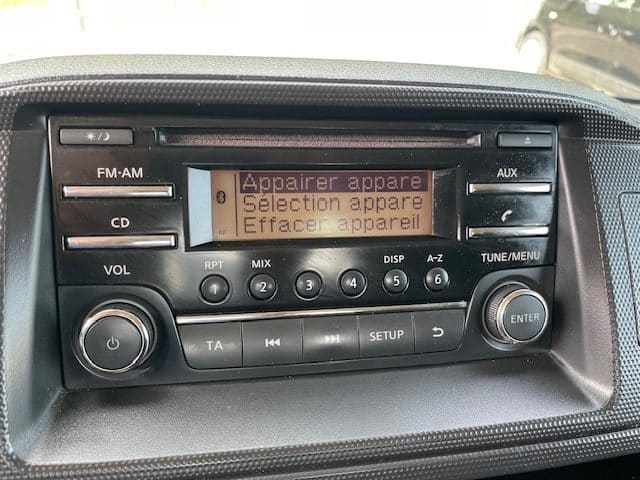 FM·AM
AUX
Appairer appare
Sélection appare
Effacer appareil
AF
CD
VOL
RPT
MIX
DISP
A-Z
TUNE/MENU
1
2
3
4
5
6
TA
SETUP
ENTER